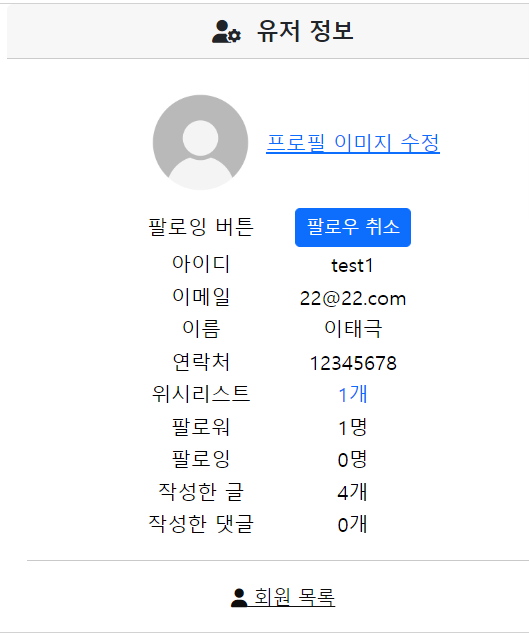 유저 정보
프로필 이미지 수정
팔로잉 버튼 팔로우 취소
아이디 test1
이메일 22@22.com
이름 이태극
연락처 12345678
위시리스트 1개
팔로워 1명
팔로잉 0명
작성한 글 4개
작성한 댓글 0개
회원 목록